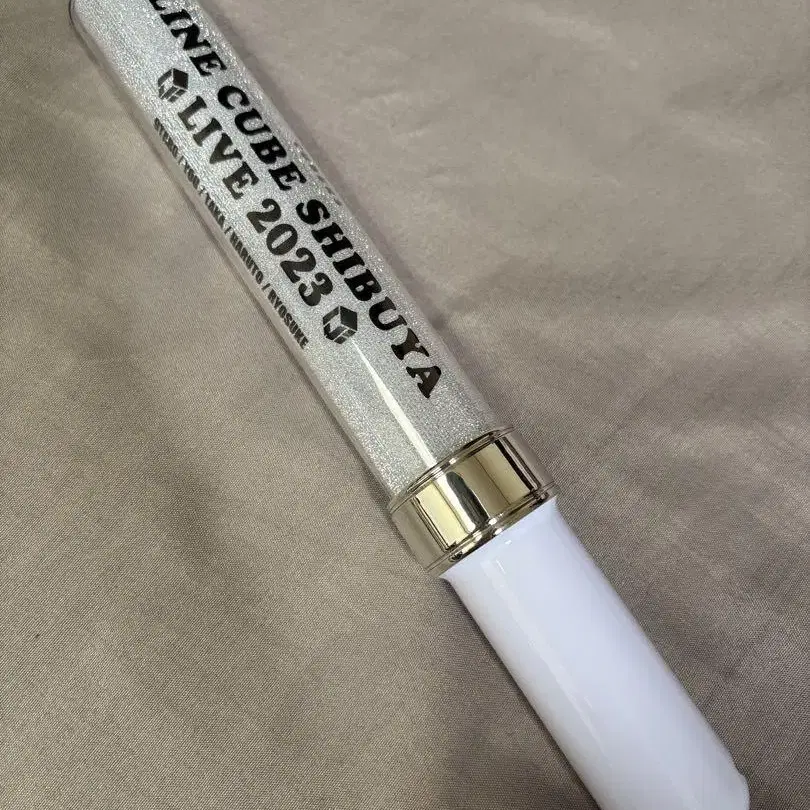 LINE CUBE SHIBUYA
LIVE 2023
/ TAKA / HARUTO / RYOSUKE